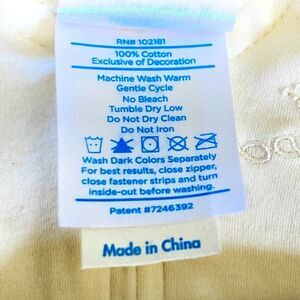 RN# 102181
100% Cotton
Exclusive of Decoration
Machine Wash Warm
Gentle Cycle
No Bleach
Tumble Dry Low
Do Not Dry Clean
Do Not Iron
Wash Dark Colors Separately
For best results, close zipper,
close fastener strips and turn
inside-out before washing.
Patent #7246392
Made in China